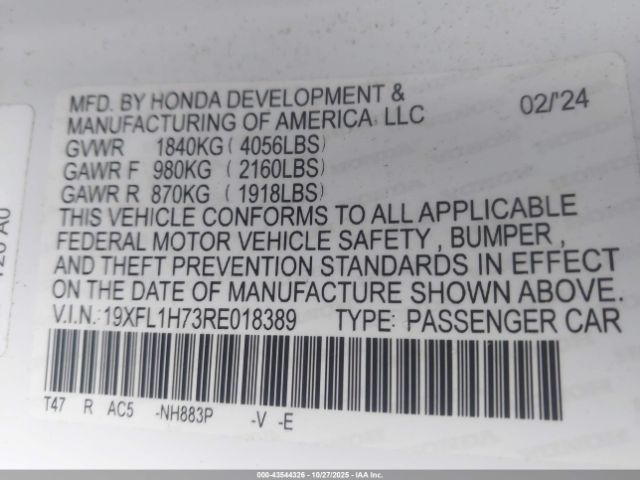 MFD. BY HONDA DEVELOPMENT &
MANUFACTURING OF AMERICA, LLC 02/'24
GVWR 1840KG ( 4056LBS )
GAWR F 980KG ( 2160LBS )
GAWR R 870KG ( 1918LBS )
THIS VEHICLE CONFORMS TO ALL APPLICABLE
FEDERAL MOTOR VEHICLE SAFETY , BUMPER ,
AND THEFT PREVENTION STANDARDS IN EFFECT
ON THE DATE OF MANUFACTURE SHOWN ABOVE.
V.I.N.: 19XFL1H73RE018389 TYPE: PASSENGER CAR
T47 R AC5 -NH883P -V -E
000-43544326 - 10/27/2025 - IAA Inc.